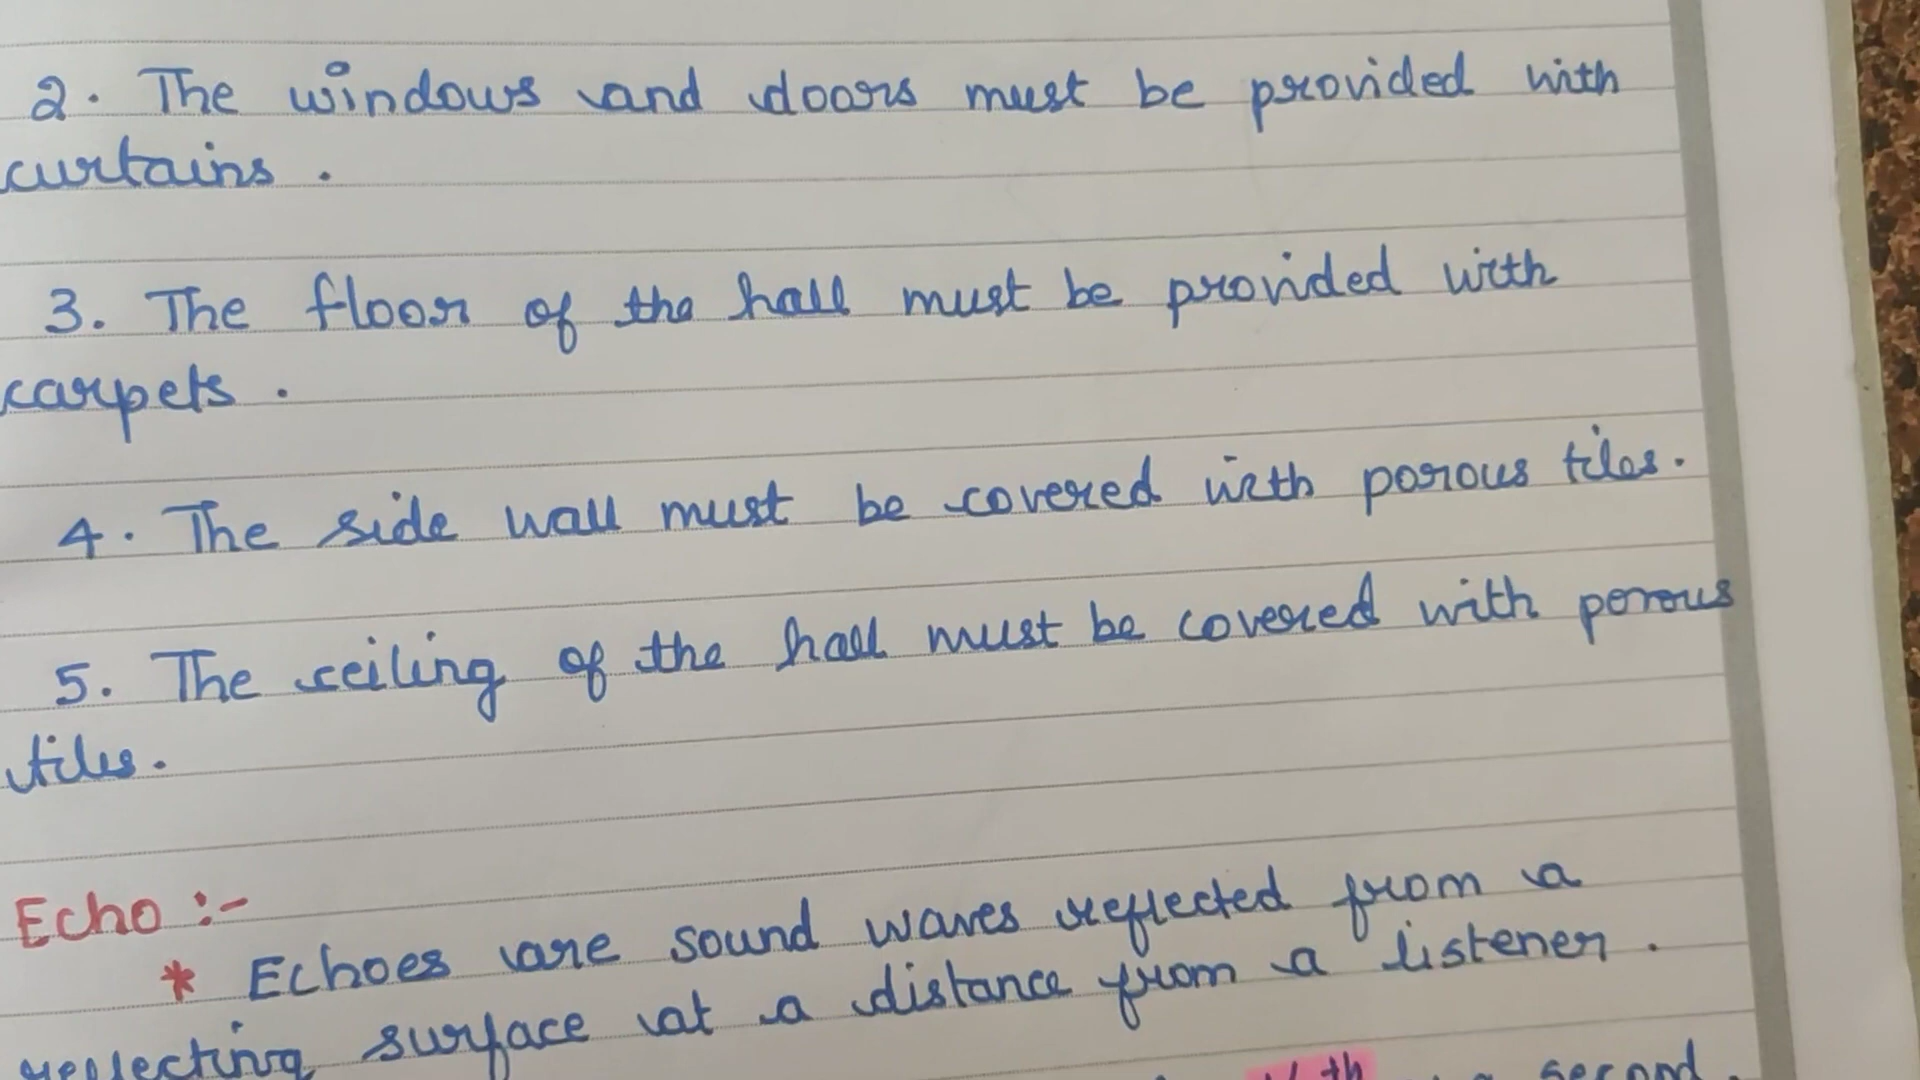 2. The windows and doors must be provided with
curtains.
3. The floor of the hall must be provided with
carpets.
4. The side wall must be covered with porous tiles.
5. The ceiling of the hall must be covered with porous
tiles.
Echo :-
* Echoes are sound waves reflected from a
reflecting surface at a distance from a listener.
th second.